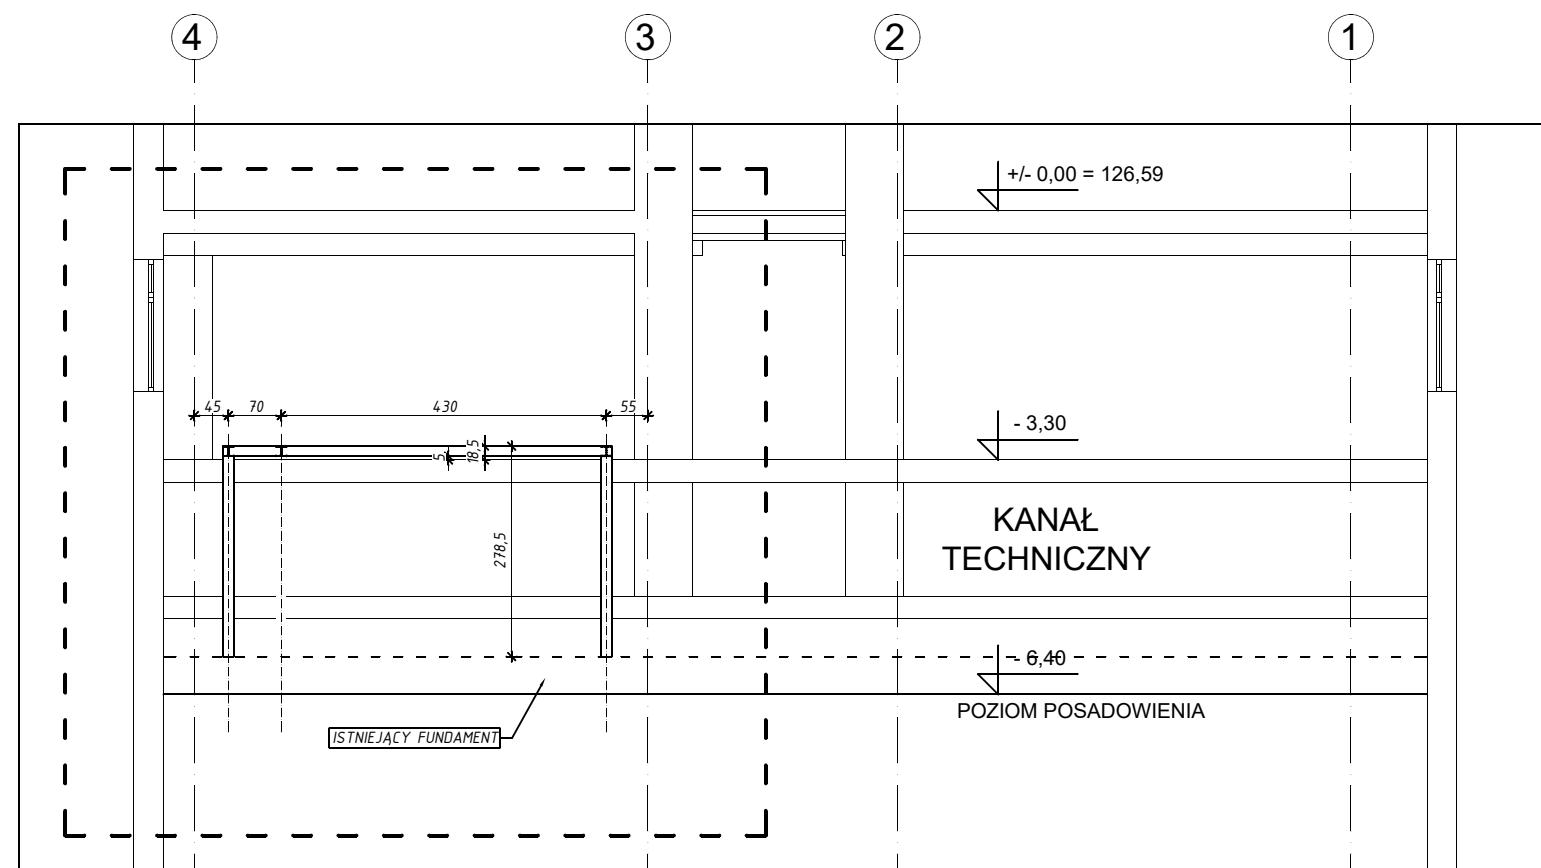 4
3
2
1
+/- 0,00 = 126,59
45
70
430
55
- 3,30
5
18,5
278,5
KANAŁ
TECHNICZNY
- 6,40
POZIOM POSADOWIENIA
ISTNIEJĄCY FUNDAMENT